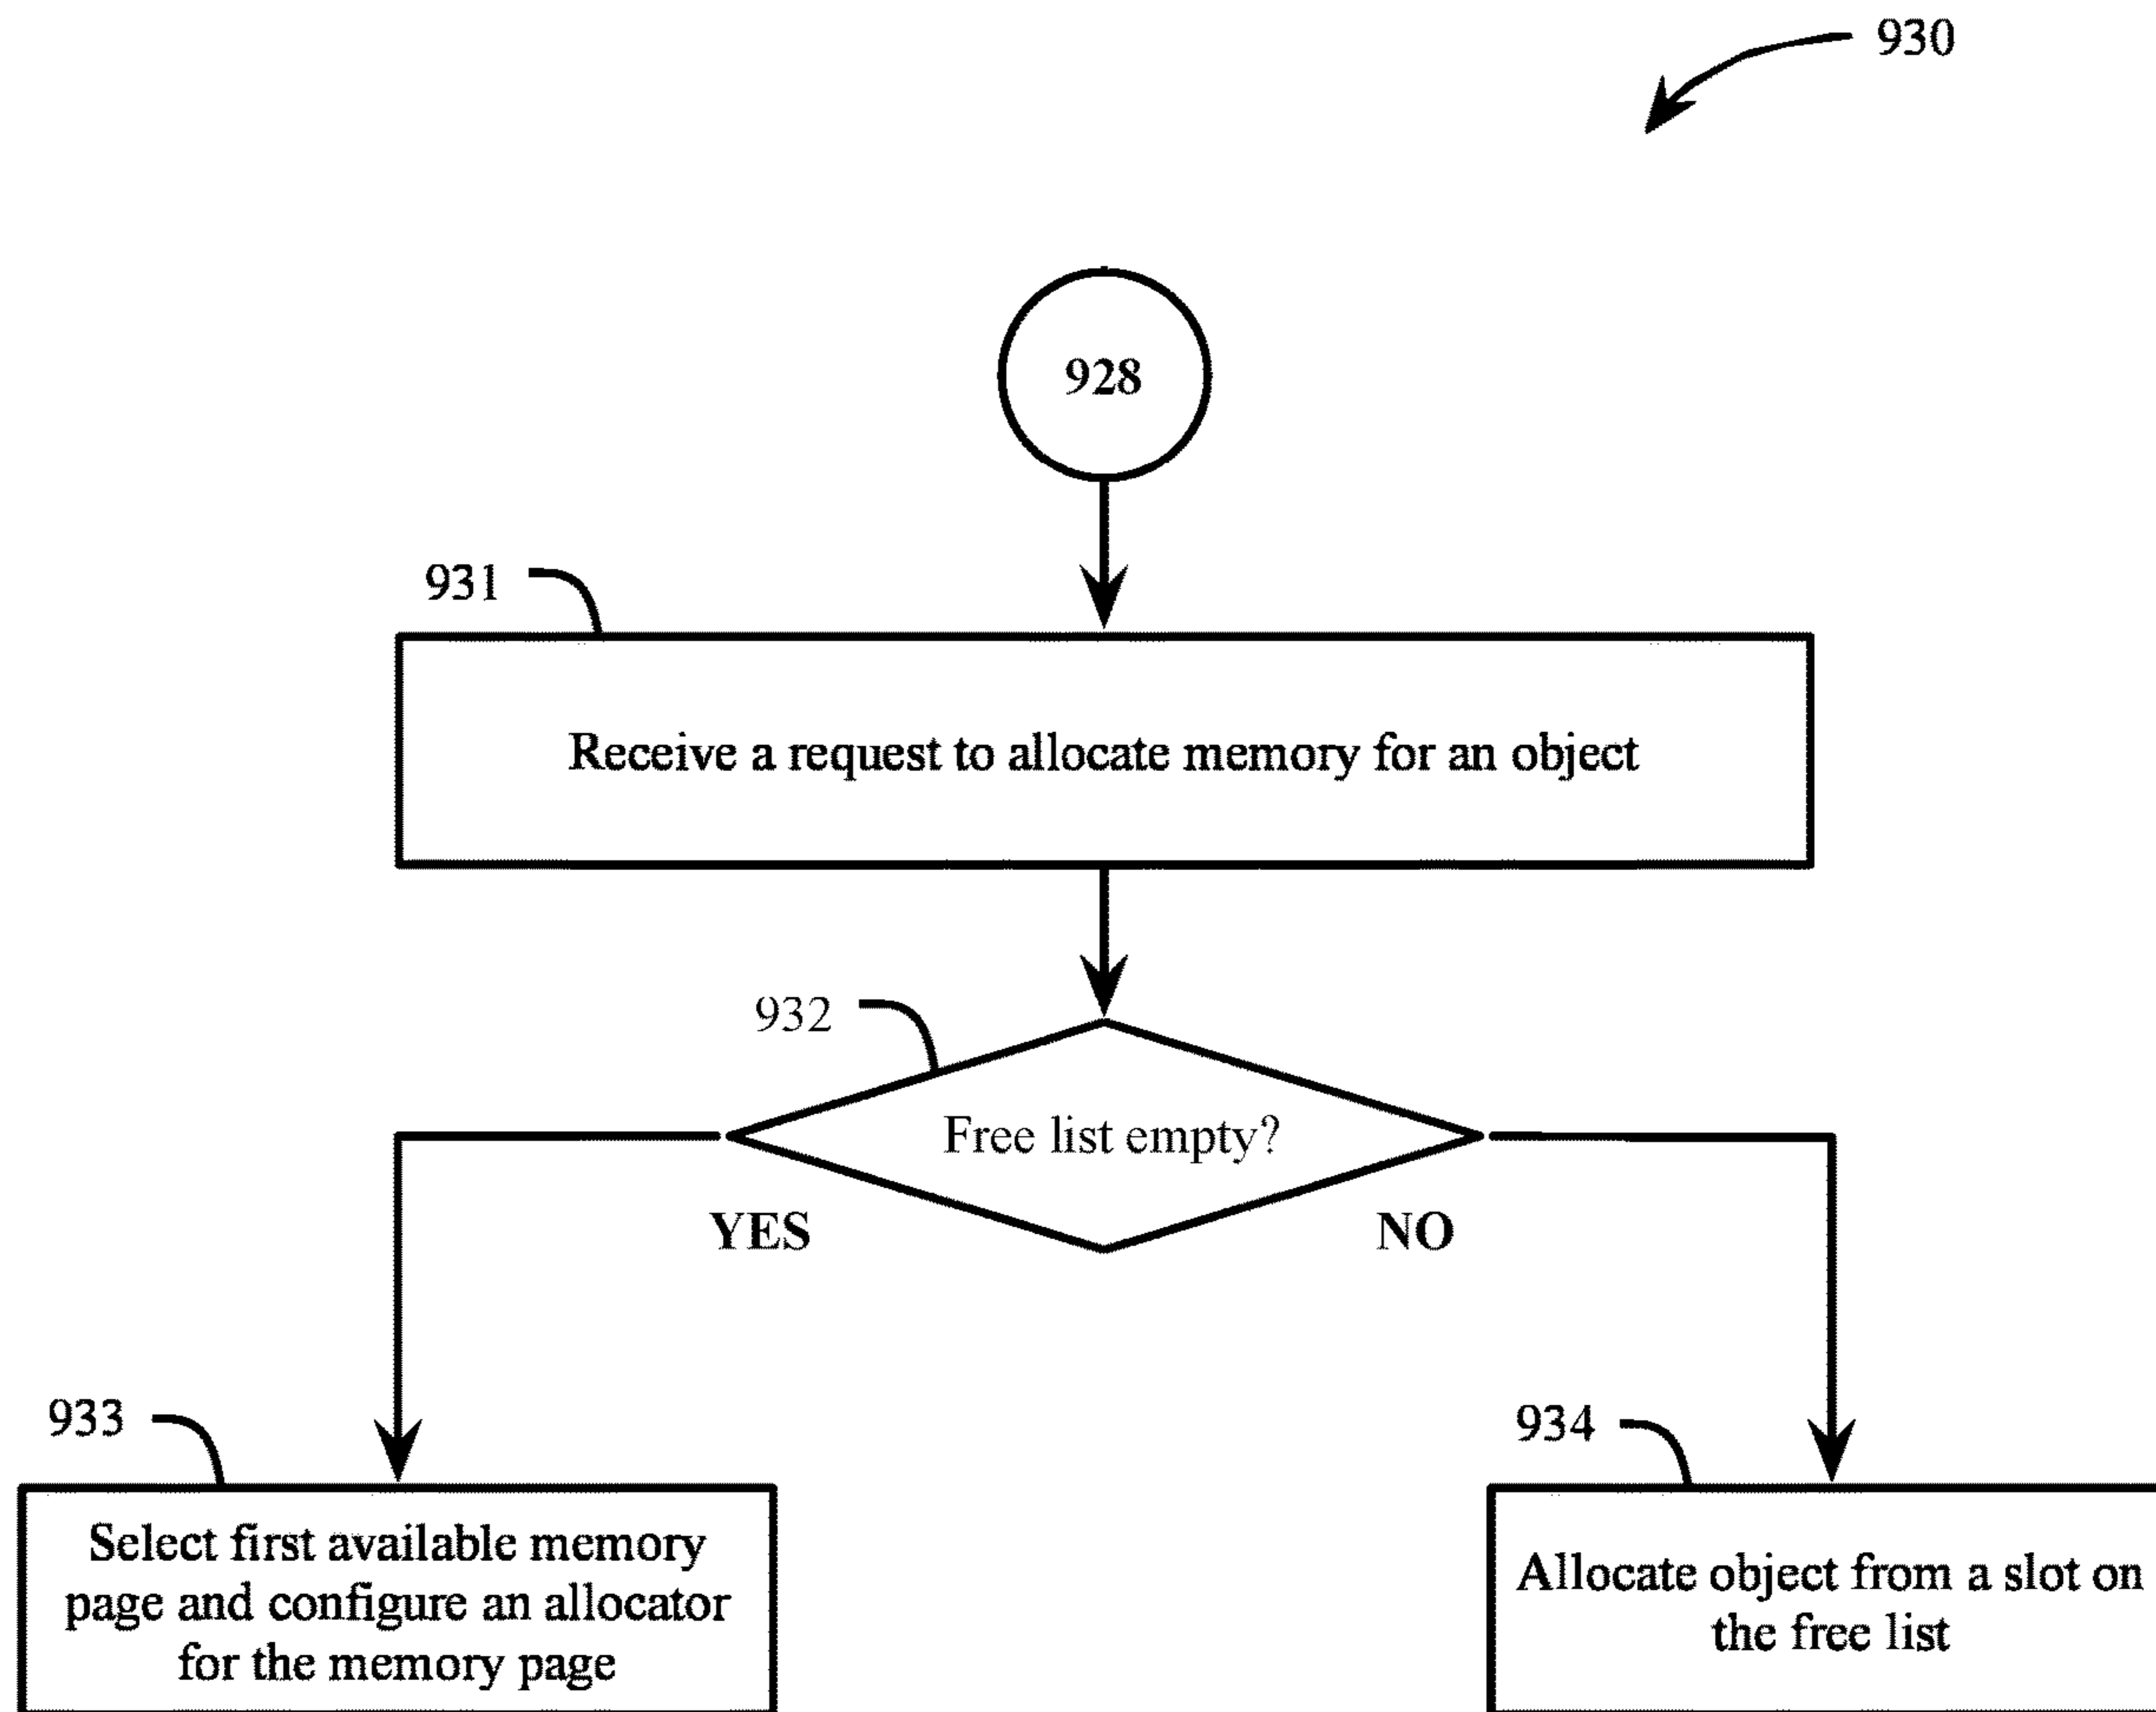 930
928
931
Receive a request to allocate memory for an object
932
Free list empty?
YES
NO
933
934
Select first available memory
page and configure an allocator
for the memory page
Allocate object from a slot on
the free list